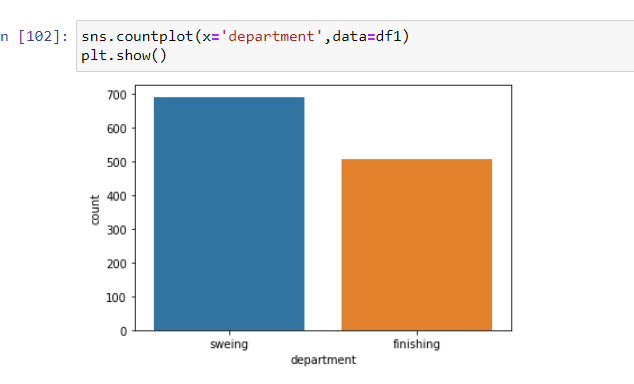 n [102]: sns.countplot(x='department',data=df1)
plt.show()
700
600
500
400
300
200
100
0
count
sweing finishing
department